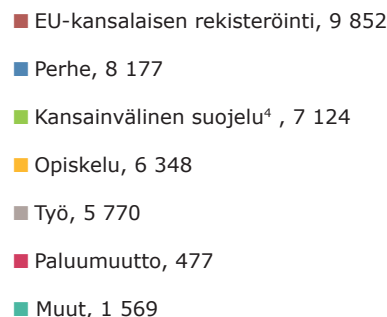 EU-kansalaisen rekisteröinti, 9 852
Perhe, 8 177
Kansainvälinen suojelu⁴ , 7 124
Opiskelu, 6 348
Työ, 5 770
Paluumuutto, 477
Muut, 1 569